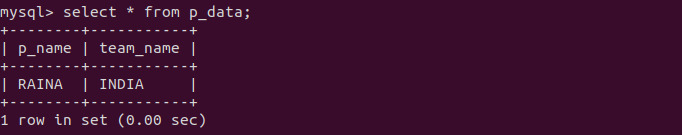 mysql> select * from p_data;
+--------+-----------+
| p_name | team_name |
+--------+-----------+
| RAINA  | INDIA     |
+--------+-----------+
1 row in set (0.00 sec)